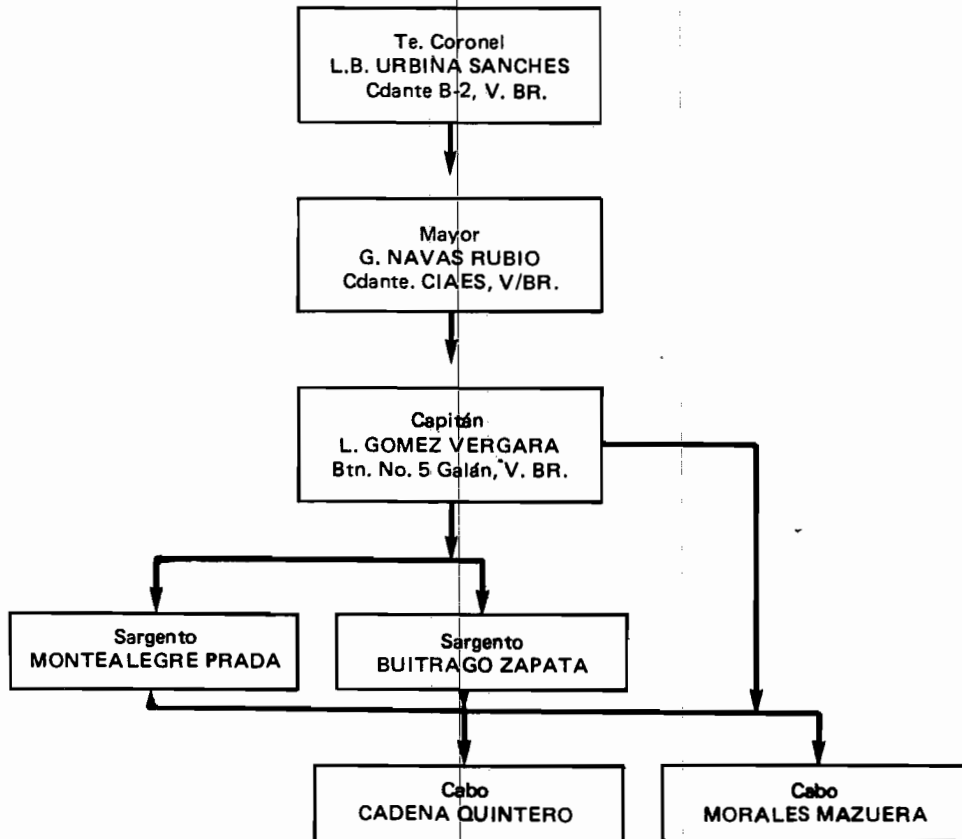 Te. Coronel
L.B. URBINA SANCHES
Cdante B-2, V. BR.
Mayor
G. NAVAS RUBIO
Cdante. CIAES, V/BR.
Capitán
L. GOMEZ VERGARA
Btn. No. 5 Galán, V. BR.
Sargento
MONTEALEGRE PRADA
Sargento
BUITRAGO ZAPATA
Cabo
CADENA QUINTERO
Cabo
MORALES MAZUERA